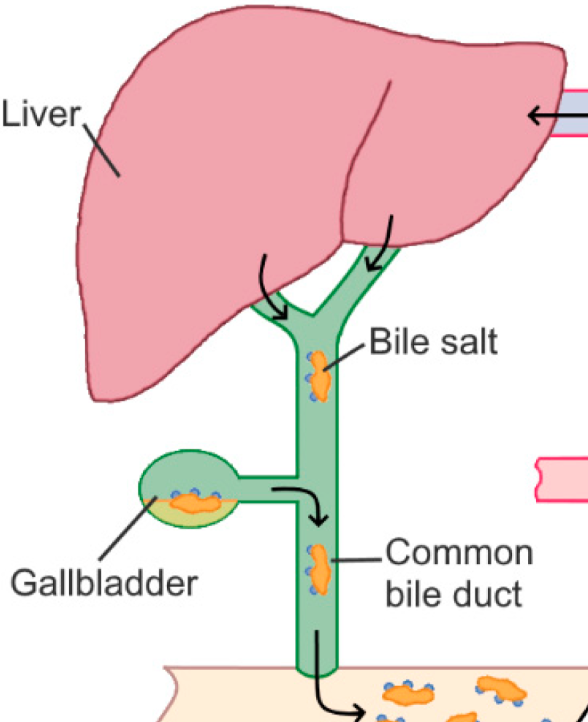 Liver
Bile salt
Gallbladder
Common
bile duct